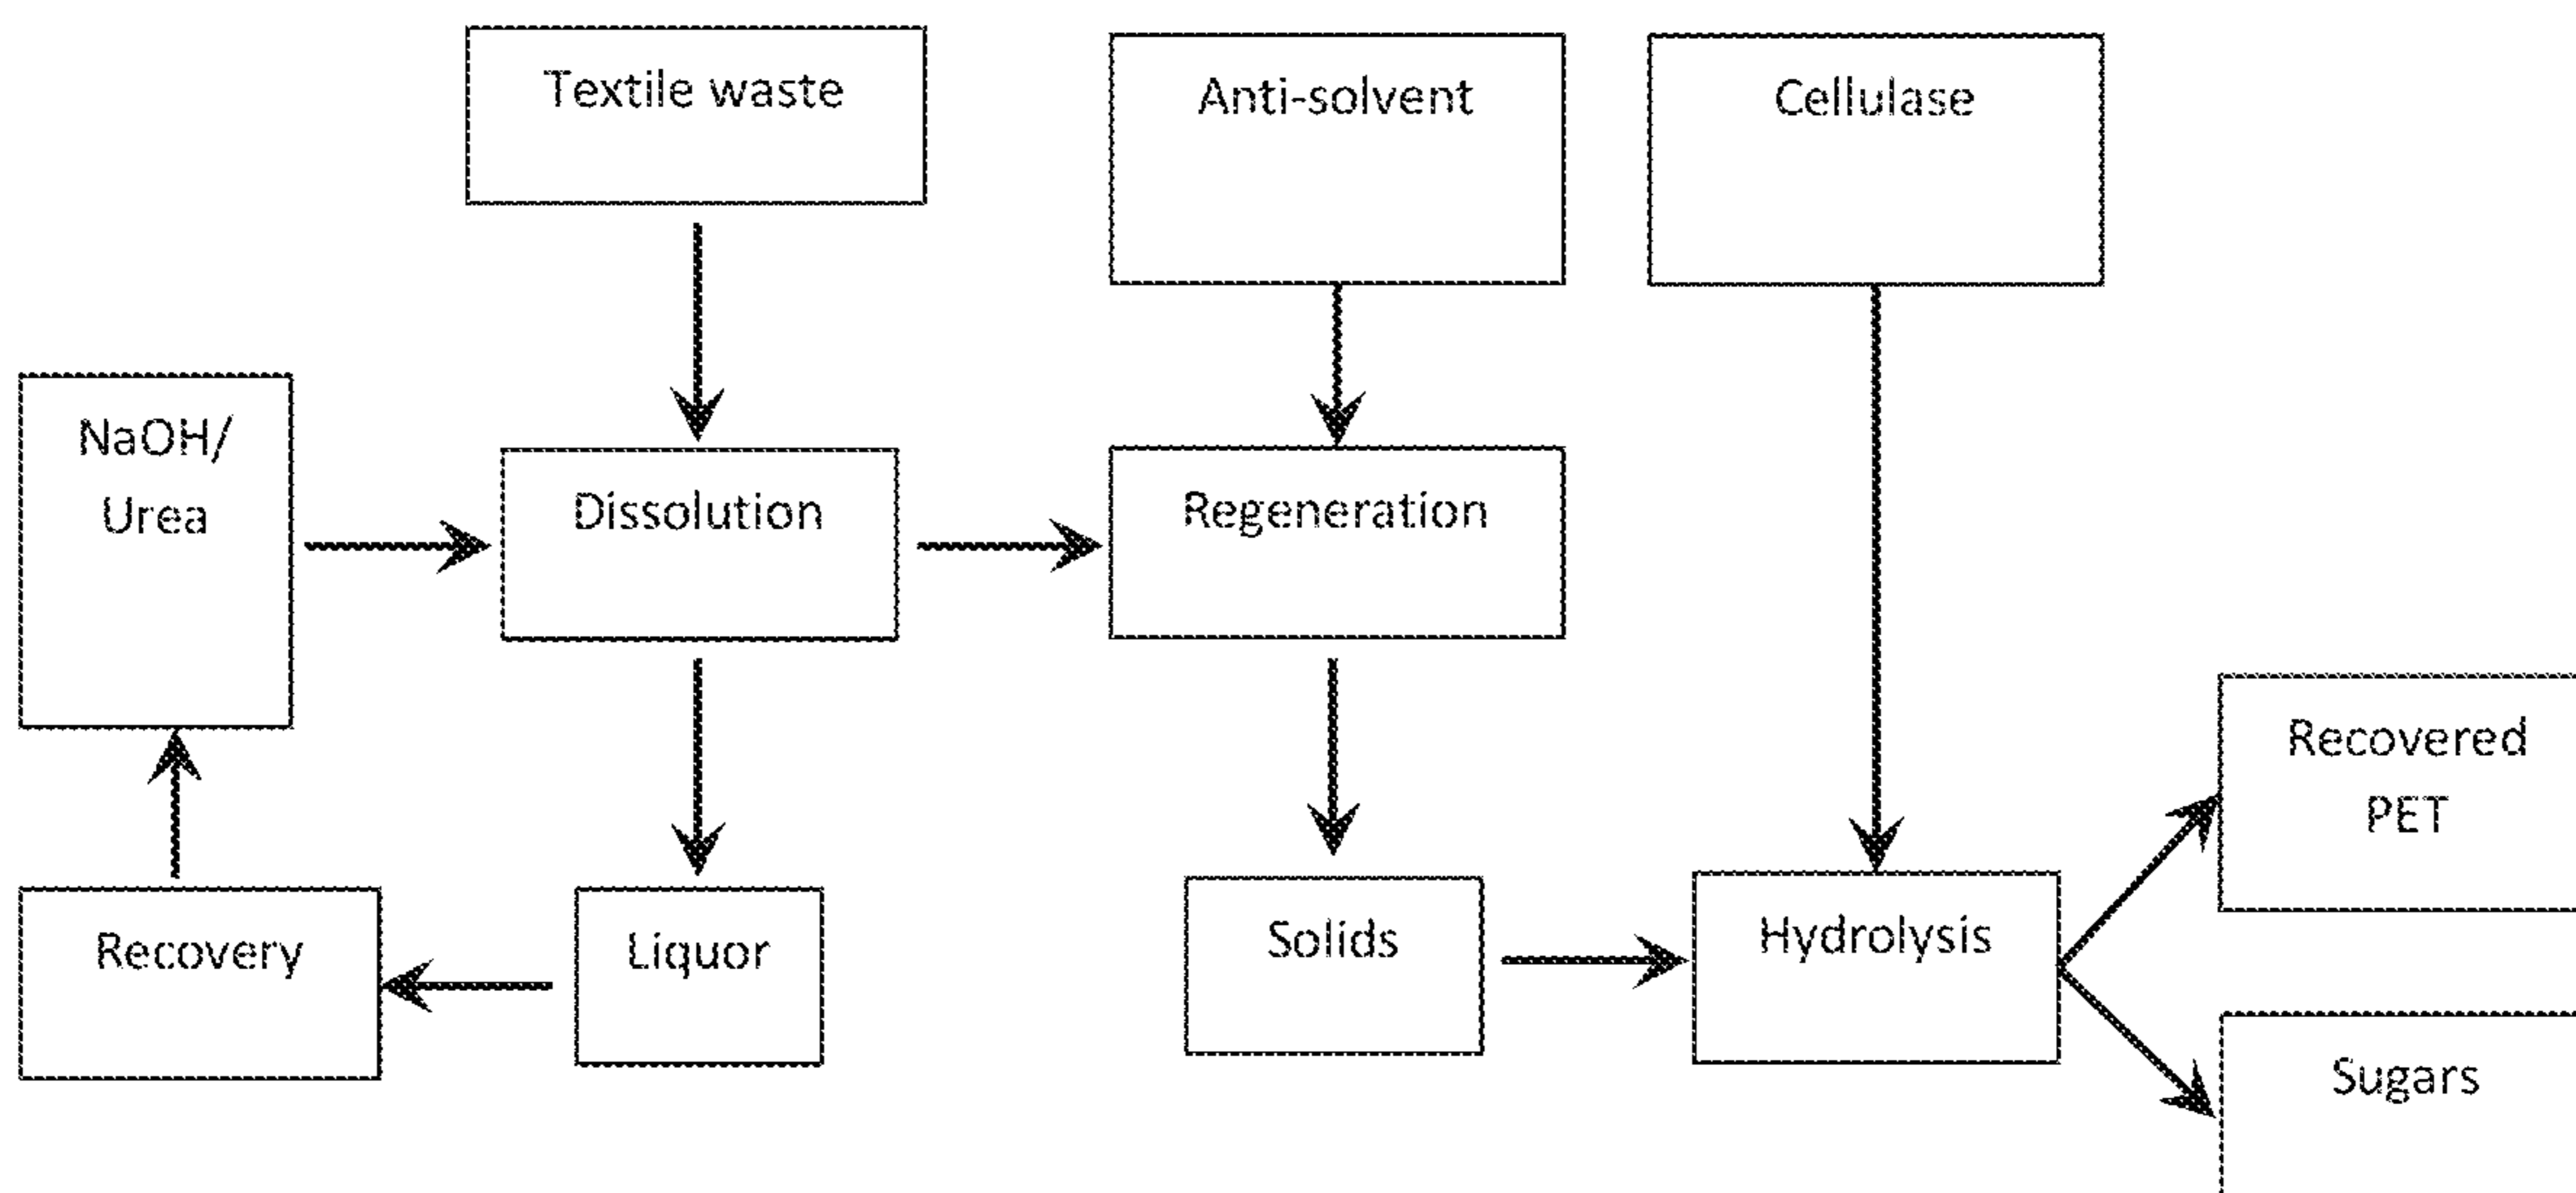 Textile waste
Anti-solvent
Cellulase
NaOH/
Urea
Dissolution
Regeneration
Recovered
PET
Recovery
Liquor
Solids
Hydrolysis
Sugars